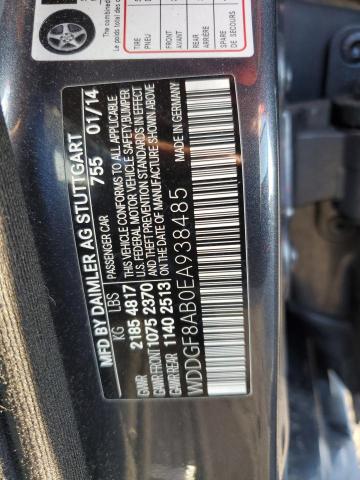 MFD BY DAIMLER AG STUTTGART
PASSENGER CAR 755 01/14
KG LBS
GVWR 2185 4817
GAWR FRONT 1075 2370
GAWR REAR 1140 2513
THIS VEHICLE CONFORMS TO ALL APPLICABLE
U.S. FEDERAL MOTOR VEHICLE SAFETY, BUMPER
AND THEFT PREVENTION STANDARDS IN EFFECT
ON THE DATE OF MANUFACTURE SHOWN ABOVE
WDDGF8AB0EA938485
MADE IN GERMANY
TIRE
PNEU
FRONT
AVANT
REAR
ARRIERE
SPARE
DE SECOURS